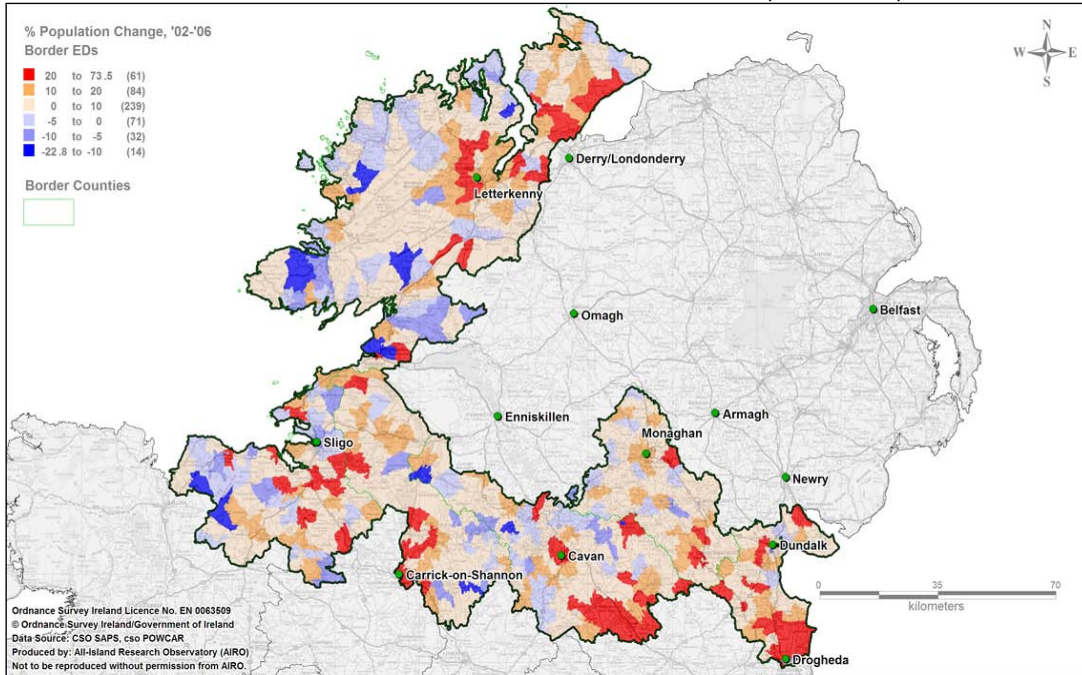 % Population Change, '02-'06
Border EDs
20 to 73.5 (61)
10 to 20 (84)
0 to 10 (239)
-5 to 0 (71)
-10 to -5 (32)
-22.8 to -10 (14)
Border Counties
N
W E
S
Derry/Londonderry
Letterkenny
Omagh
Belfast
Enniskillen
Armagh
Monaghan
Sligo
Newry
Dundalk
Cavan
Carrick-on-Shannon
Drogheda
0 35 70
kilometers
Ordnance Survey Ireland Licence No. EN 0063509
© Ordnance Survey Ireland/Government of Ireland
Data Source: CSO SAPS, cso POWCAR
Produced by: All-Island Research Observatory (AIRO)
Not to be reproduced without permission from AIRO.